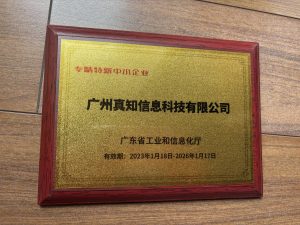 专精特新中小企业
广州真知信息科技有限公司
广东省工业和信息化厅
有效期：2023年1月18日-2026年1月17日